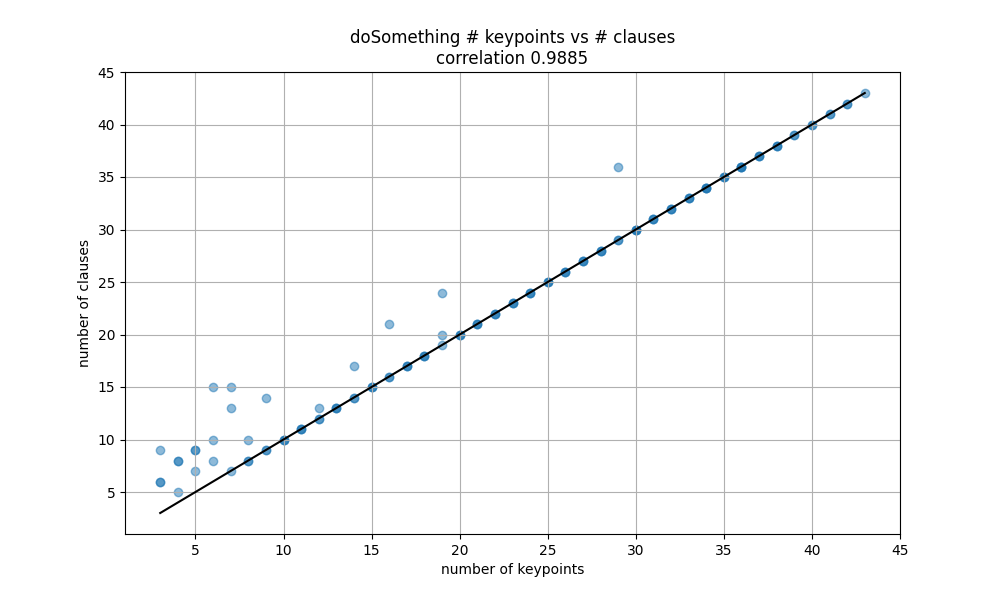 doSomething # keypoints vs # clauses
correlation 0.9885
45
40
35
30
25
20
15
10
5
number of clauses
5 10 15 20 25 30 35 40 45
number of keypoints